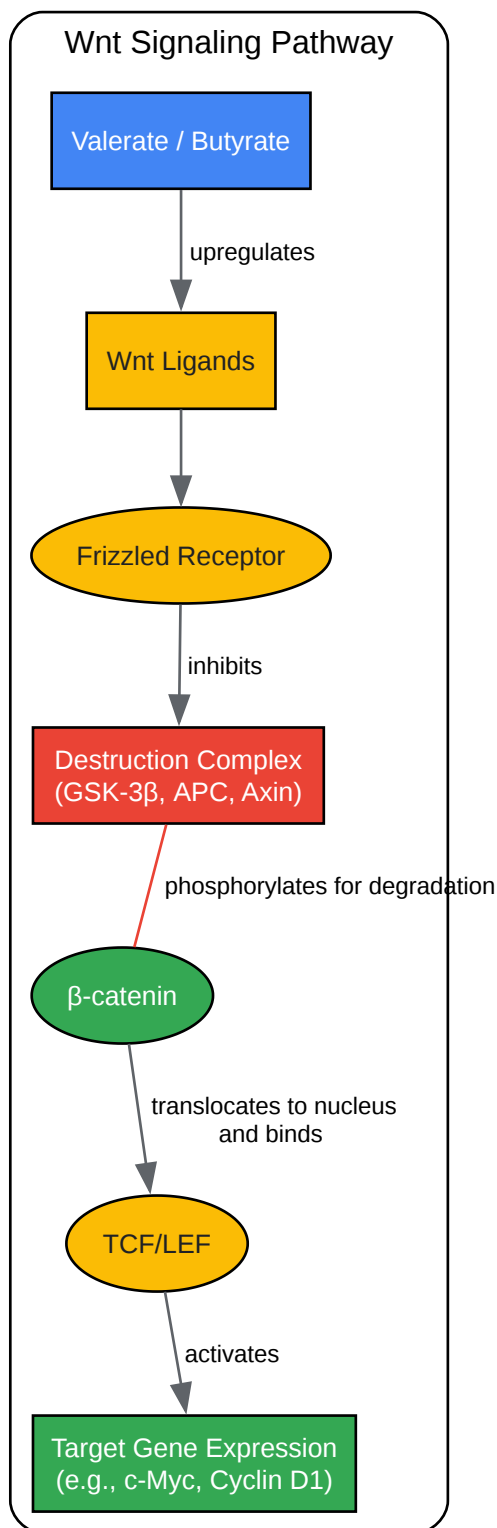 Wnt Signaling Pathway
Valerate / Butyrate
upregulates
Wnt Ligands
Frizzled Receptor
inhibits
Destruction Complex
(GSK-3β, APC, Axin)
phosphorylates for degradation
β-catenin
translocates to nucleus
and binds
TCF/LEF
activates
Target Gene Expression
(e.g., c-Myc, Cyclin D1)